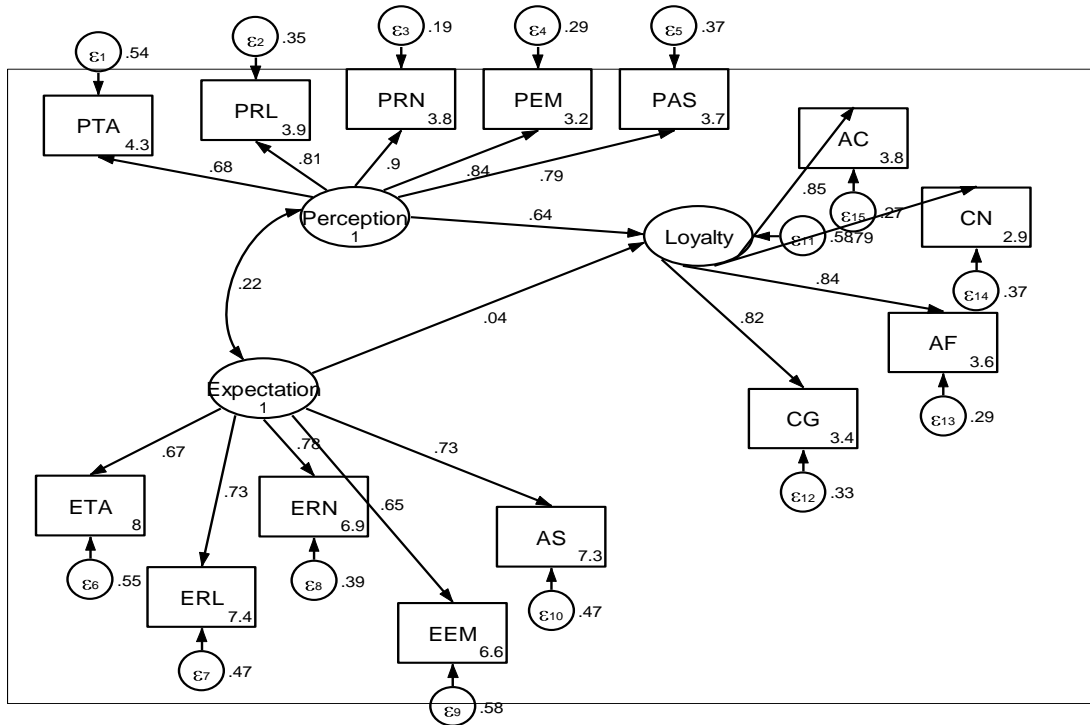 ε1 .54
ε2 .35
ε3 .19
ε4 .29
ε5 .37
PTA 4.3
PRL 3.9
PRN 3.8
PEM 3.2
PAS 3.7
AC 3.8
.68
.81
.9
.84
.79
.85
Perception 1
.64
Loyalty
ε11 .58
.79
ε15 .27
CN 2.9
ε14 .37
.22
.04
.84
.82
AF 3.6
ε13 .29
Expectation 1
CG 3.4
ε12 .33
.67
.73
.78
.65
.73
ETA 8
ε6 .55
ERL 7.4
ε7 .47
ERN 6.9
ε8 .39
EEM 6.6
ε9 .58
AS 7.3
ε10 .47